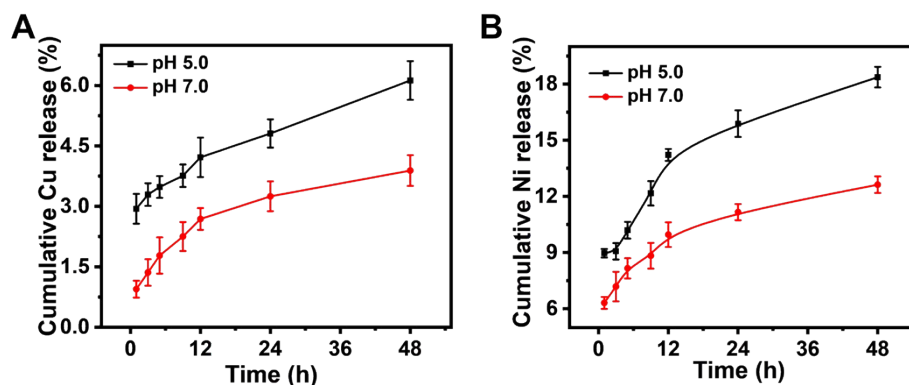 A
Cumulative Cu release (%)
6.0
4.5
3.0
1.5
0.0
pH 5.0
pH 7.0
0 12 24 36 48
Time (h)
B
Cumulative Ni release (%)
18
15
12
9
6
pH 5.0
pH 7.0
0 12 24 36 48
Time (h)